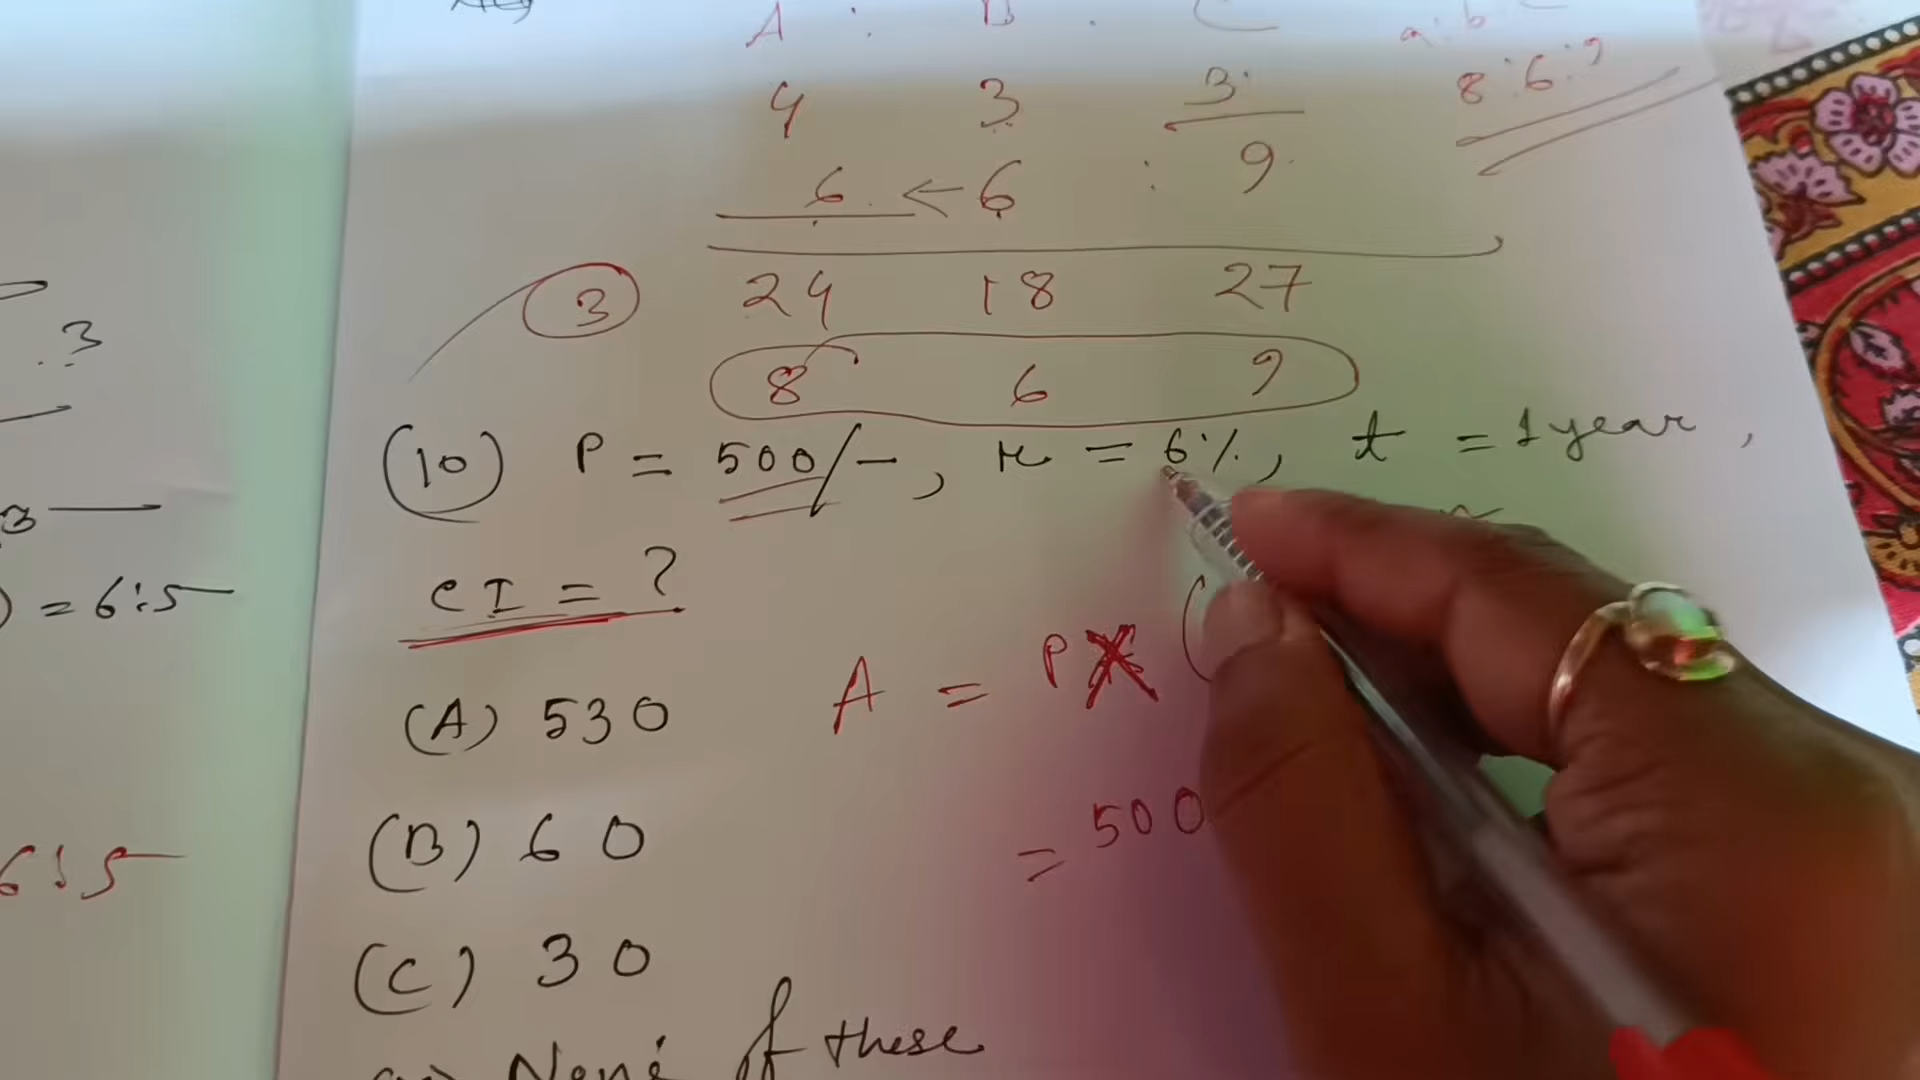 A : B : C a:b
4 3 3 8:6:9
6 ← 6 : 9
3 24 18 27
8 6 9
(10) P = 500/-, r = 6%, t = 1 year,
CI = ?
(A) 530
A = P X (
(B) 60
= 500
(C) 30
None of these
. 3
= 6:5
6:5